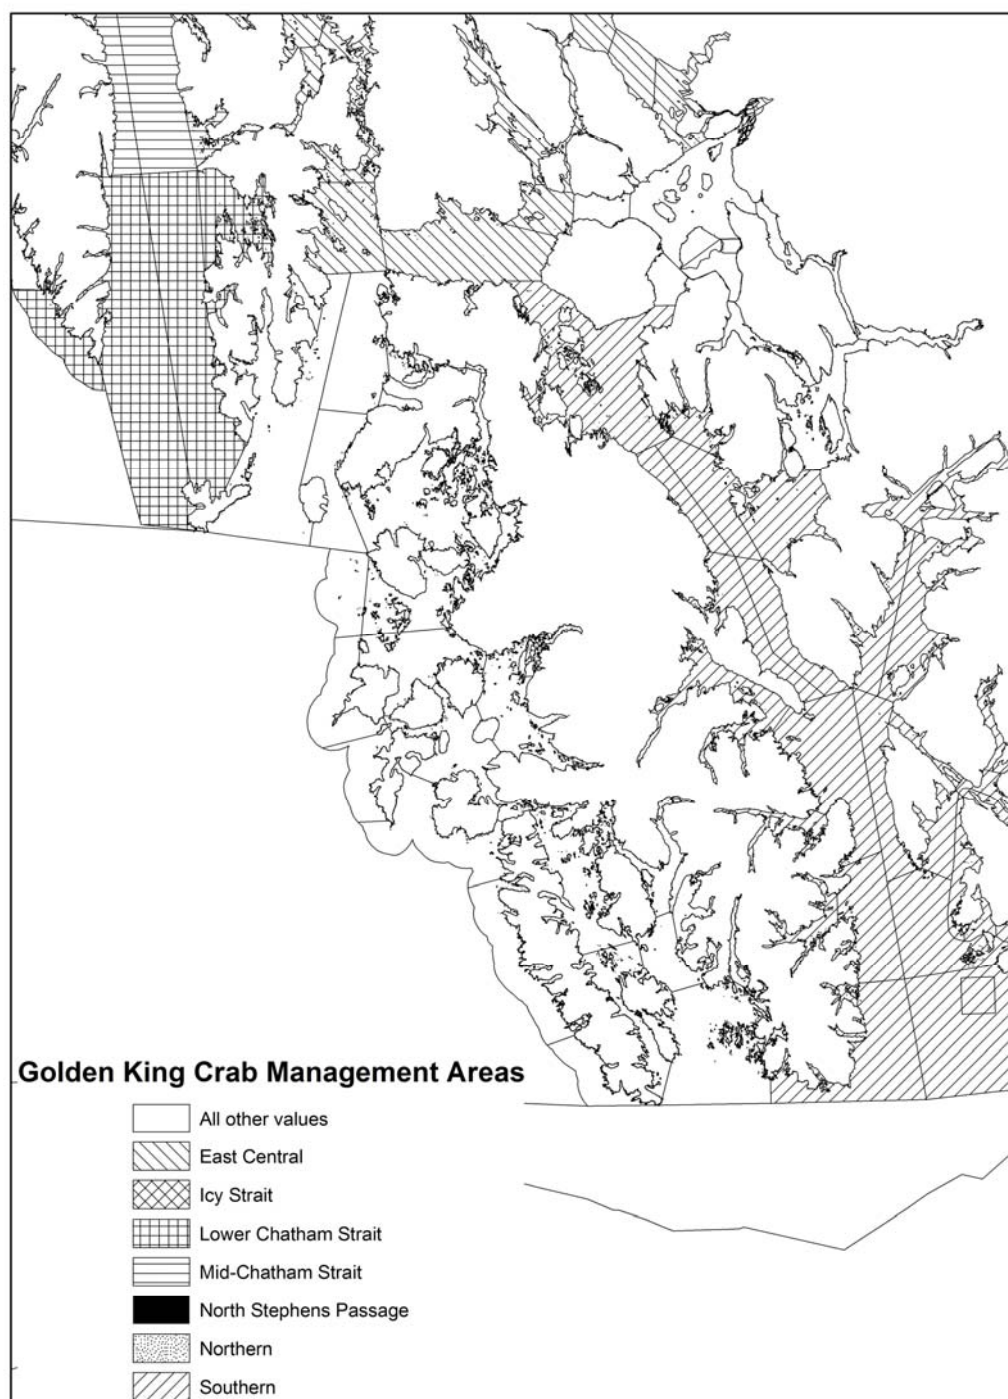 Golden King Crab Management Areas
All other values
East Central
Icy Strait
Lower Chatham Strait
Mid-Chatham Strait
North Stephens Passage
Northern
Southern